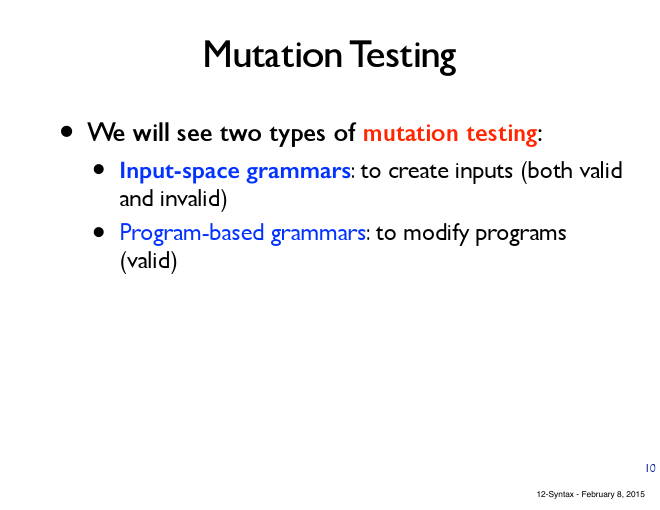 Mutation Testing
• We will see two types of mutation testing:
• Input-space grammars: to create inputs (both valid
and invalid)
• Program-based grammars: to modify programs
(valid)
10
12-Syntax - February 8, 2015